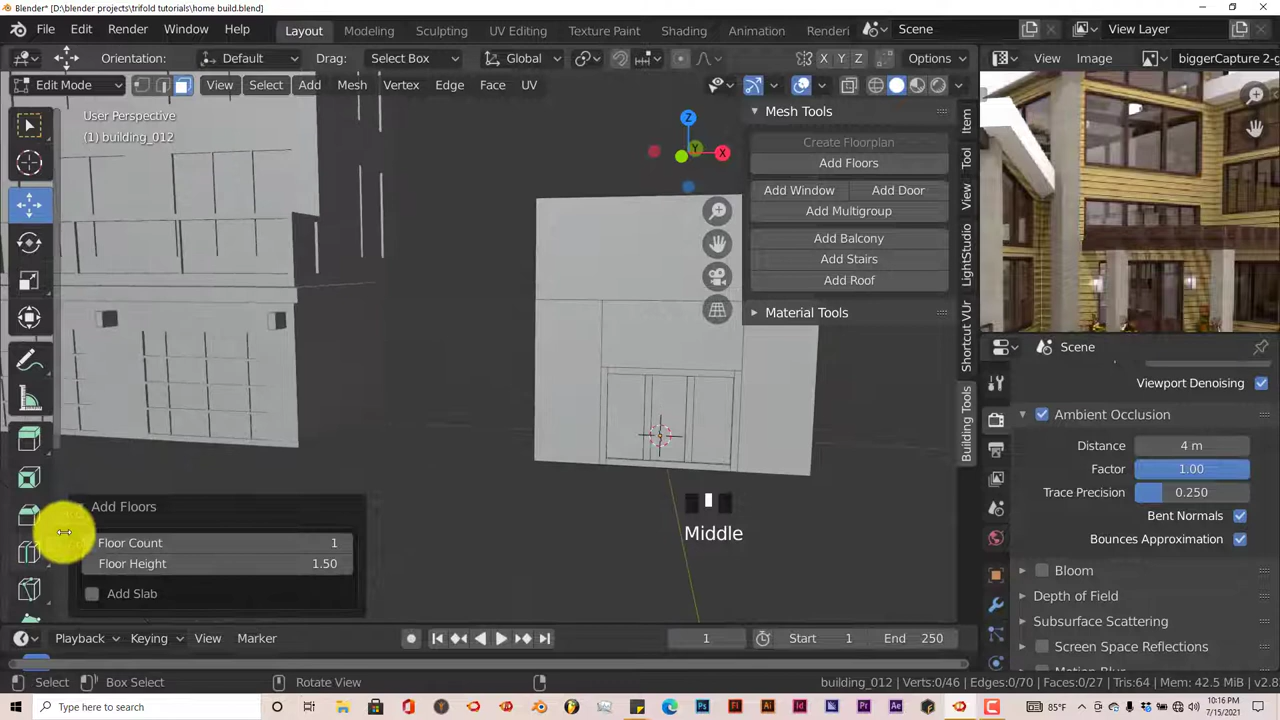 Blender* [D:\blender projects\trifold tutorials\home build.blend]
File Edit Render Window Help Layout Modeling Sculpting UV Editing Texture Paint Shading Animation Renderi Scene View Layer
Orientation: Default Drag: Select Box Global X Y Z Options View Image biggerCapture 2-g
Edit Mode View Select Add Mesh Vertex Edge Face UV
User Perspective
(1) building_012
Z
Y
X
Mesh Tools
Create Floorplan
Add Floors
Add Window Add Door
Add Multigroup
Add Balcony
Add Stairs
Add Roof
Material Tools
Item
Tool
View
LightStudio
Shortcut VUr
Building Tools
Scene
Viewport Denoising
Ambient Occlusion
Distance 4 m
Factor 1.00
Trace Precision 0.250
Bent Normals
Bounces Approximation
Bloom
Depth of Field
Subsurface Scattering
Screen Space Reflections
Motion Blur
Add Floors
Floor Count 1
Floor Height 1.50
Add Slab
Middle
Playback Keying View Marker 1 Start 1 End 250
Select Box Select Rotate View building_012 | Verts:0/46 | Edges:0/70 | Faces:0/27 | Tris:64 | Mem: 42.5 MiB | v2.8
Type here to search 85°F 10:16 PM
7/15/2021